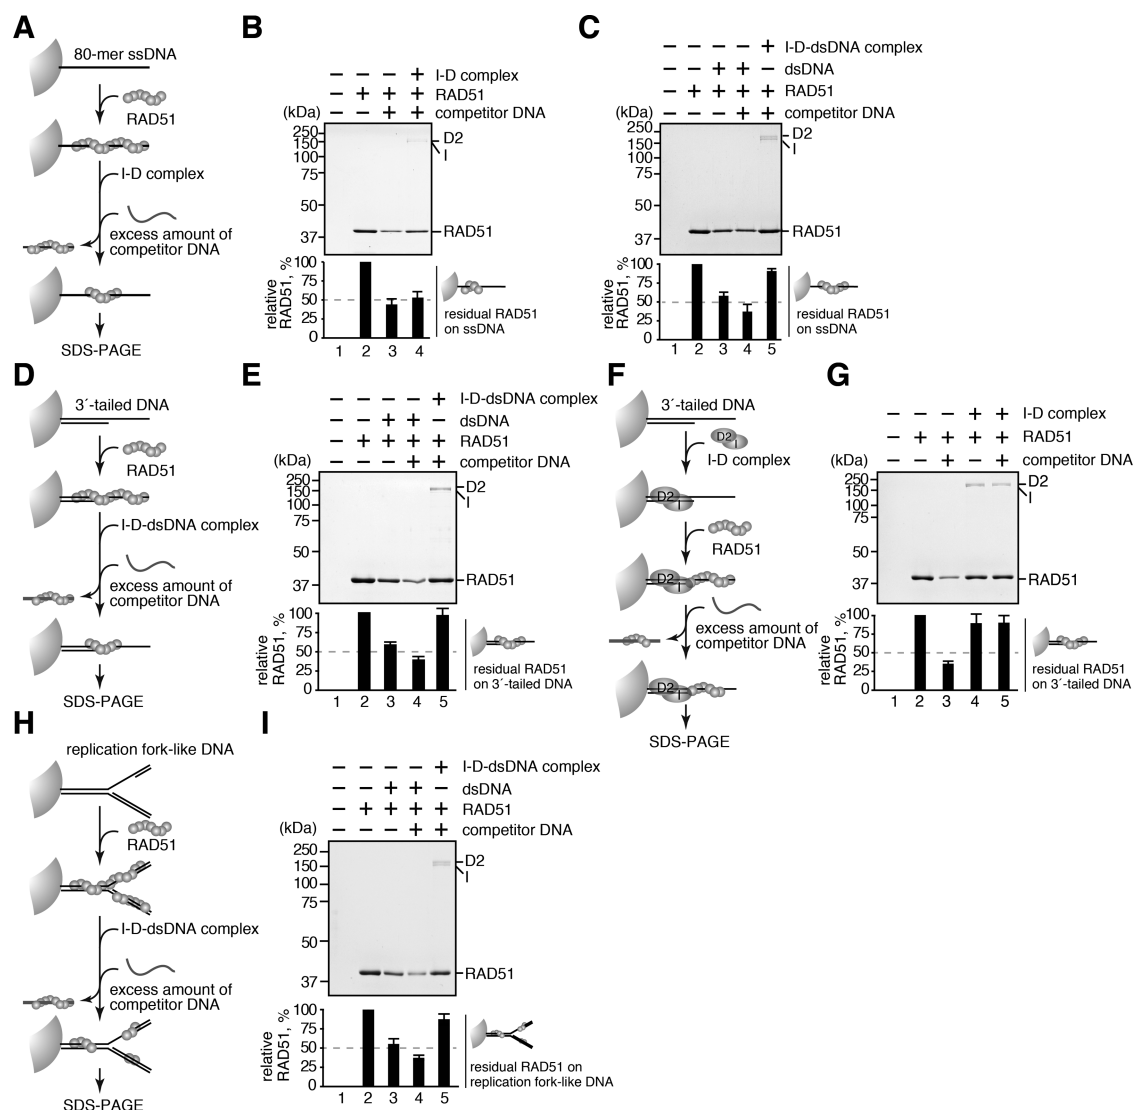 A
80-mer ssDNA
RAD51
I-D complex
excess amount of
competitor DNA
SDS-PAGE
B
− − − + I-D complex
− + + + RAD51
(kDa) − − + + competitor DNA
250
150
100
75
50
37
D2
I
RAD51
relative
RAD51, %
100
75
50
25
0
1 2 3 4
residual RAD51
on ssDNA
C
− − − − + I-D-dsDNA complex
− − + + − dsDNA
− + + + + RAD51
(kDa) − − − + + competitor DNA
250
150
100
75
50
37
D2
I
RAD51
relative
RAD51, %
100
75
50
25
0
1 2 3 4 5
residual RAD51
on ssDNA
D
3´-tailed DNA
RAD51
I-D-dsDNA complex
excess amount of
competitor DNA
SDS-PAGE
E
− − − − + I-D-dsDNA complex
− − + + − dsDNA
− + + + + RAD51
(kDa) − − − + + competitor DNA
250
150
100
75
50
37
D2
I
RAD51
relative
RAD51, %
100
75
50
25
0
1 2 3 4 5
residual RAD51
on 3´-tailed DNA
F
3´-tailed DNA
D2
I
I-D complex
D2
I
RAD51
D2
I
excess amount of
competitor DNA
D2
I
SDS-PAGE
G
− − − + + I-D complex
− + + + + RAD51
(kDa) − − + − + competitor DNA
250
150
100
75
50
37
D2
I
RAD51
relative
RAD51, %
100
75
50
25
0
1 2 3 4 5
residual RAD51
on 3´-tailed DNA
H
replication fork-like DNA
RAD51
I-D-dsDNA complex
excess amount of
competitor DNA
SDS-PAGE
I
− − − − + I-D-dsDNA complex
− − + + − dsDNA
− + + + + RAD51
(kDa) − − − + + competitor DNA
250
150
100
75
50
37
D2
I
RAD51
relative
RAD51, %
100
75
50
25
0
1 2 3 4 5
residual RAD51 on
replication fork-like DNA